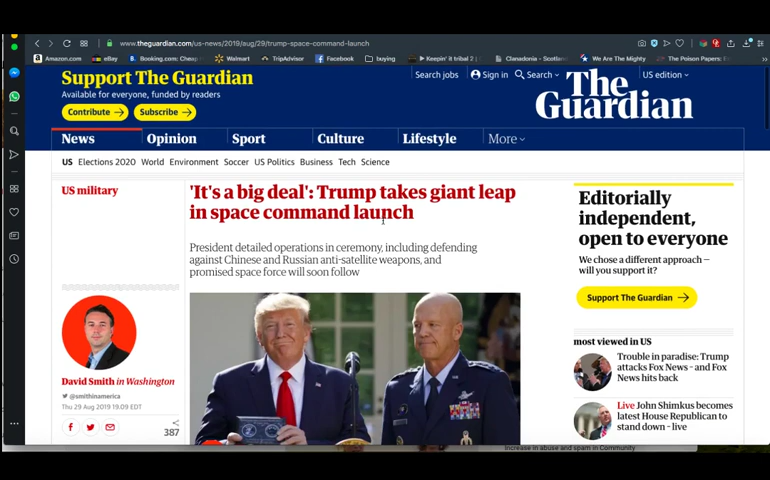 www.theguardian.com/us-news/2019/aug/29/trump-space-command-launch
Amazon.com eBay Booking.com: Cheap Walmart TripAdvisor Facebook buying Keepin' it tribal 2 Clanadonia - Scotland We Are The Mighty The Poison Papers:
Support The Guardian
Available for everyone, funded by readers
Contribute → Subscribe →
Search jobs Sign in Search US edition
The Guardian
News Opinion Sport Culture Lifestyle More
US Elections 2020 World Environment Soccer US Politics Business Tech Science
US military
'It's a big deal': Trump takes giant leap
in space command launch
President detailed operations in ceremony, including defending
against Chinese and Russian anti-satellite weapons, and
promised space force will soon follow
David Smith in Washington
@smithinamerica
Thu 29 Aug 2019 19.09 EDT
387
Editorially
independent,
open to everyone
We chose a different approach –
will you support it?
Support The Guardian →
most viewed in US
Trouble in paradise: Trump
attacks Fox News – and Fox
News hits back
Live John Shimkus becomes
latest House Republican to
stand down – live
Increase in abuse and spam in Community